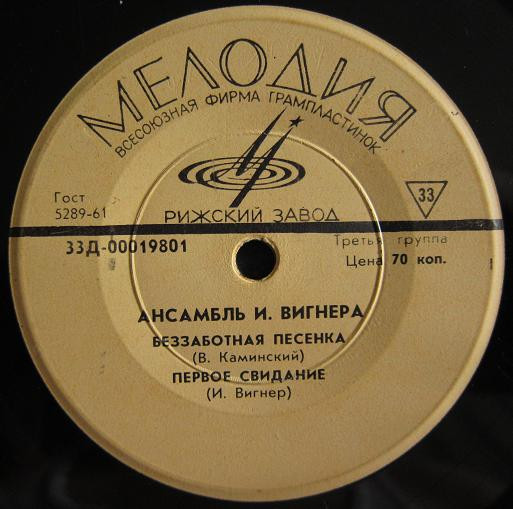 МЕЛОДИЯ
ВСЕСОЮЗНАЯ ФИРМА ГРАМПЛАСТИНОК
Гост
5289-61
33
РИЖСКИЙ ЗАВОД
33Д-00019801
Третья группа
Цена 70 коп.
АНСАМБЛЬ И. ВИГНЕРА
БЕЗЗАБОТНАЯ ПЕСЕНКА
(В. Каминский)
ПЕРВОЕ СВИДАНИЕ
(И. Вигнер)